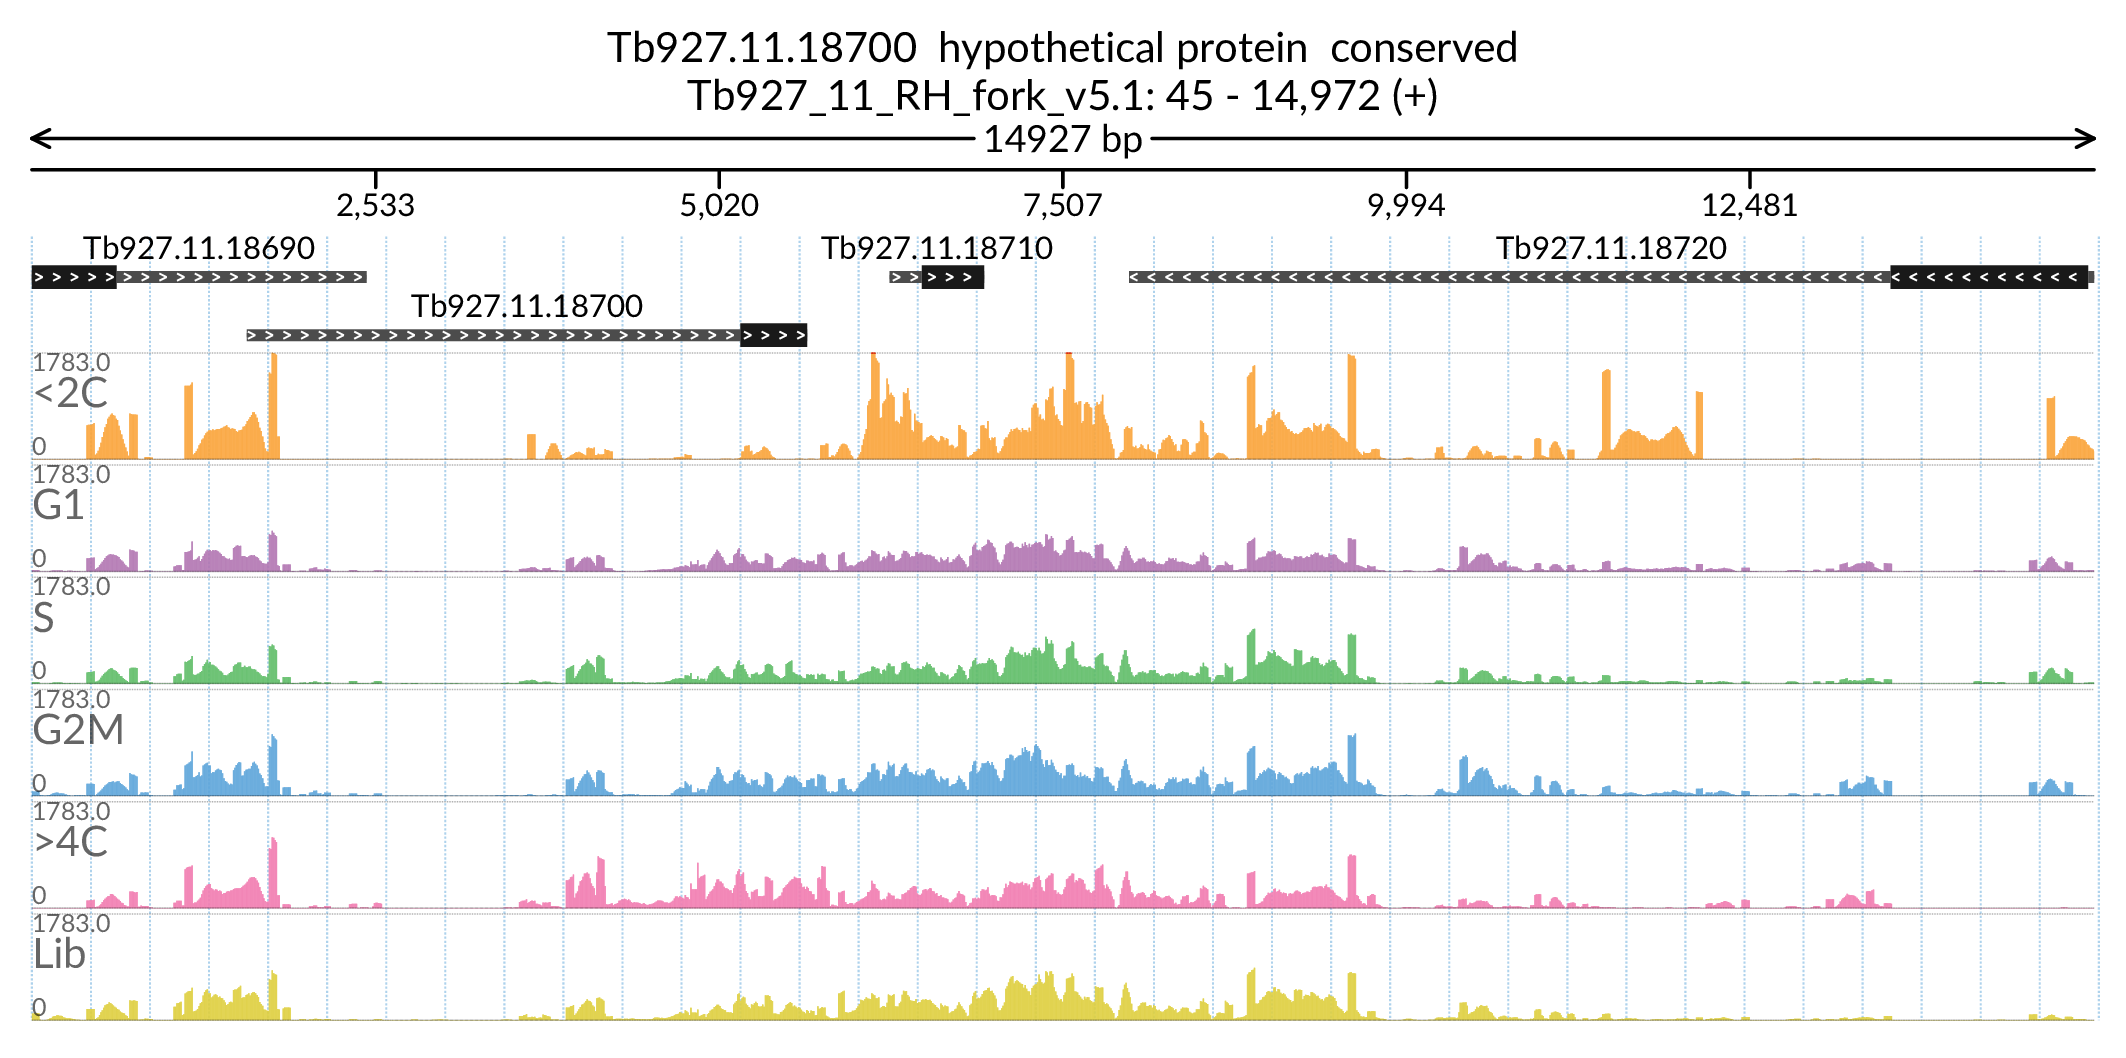 Tb927.11.18700  hypothetical protein  conserved
Tb927_11_RH_fork_v5.1: 45 - 14,972 (+)
14927 bp
2,533 5,020 7,507 9,994 12,481
Tb927.11.18690 Tb927.11.18710 Tb927.11.18720
Tb927.11.18700
1783.0
<2C
0
1783.0
G1
0
1783.0
S
0
1783.0
G2M
0
1783.0
>4C
0
1783.0
Lib
0